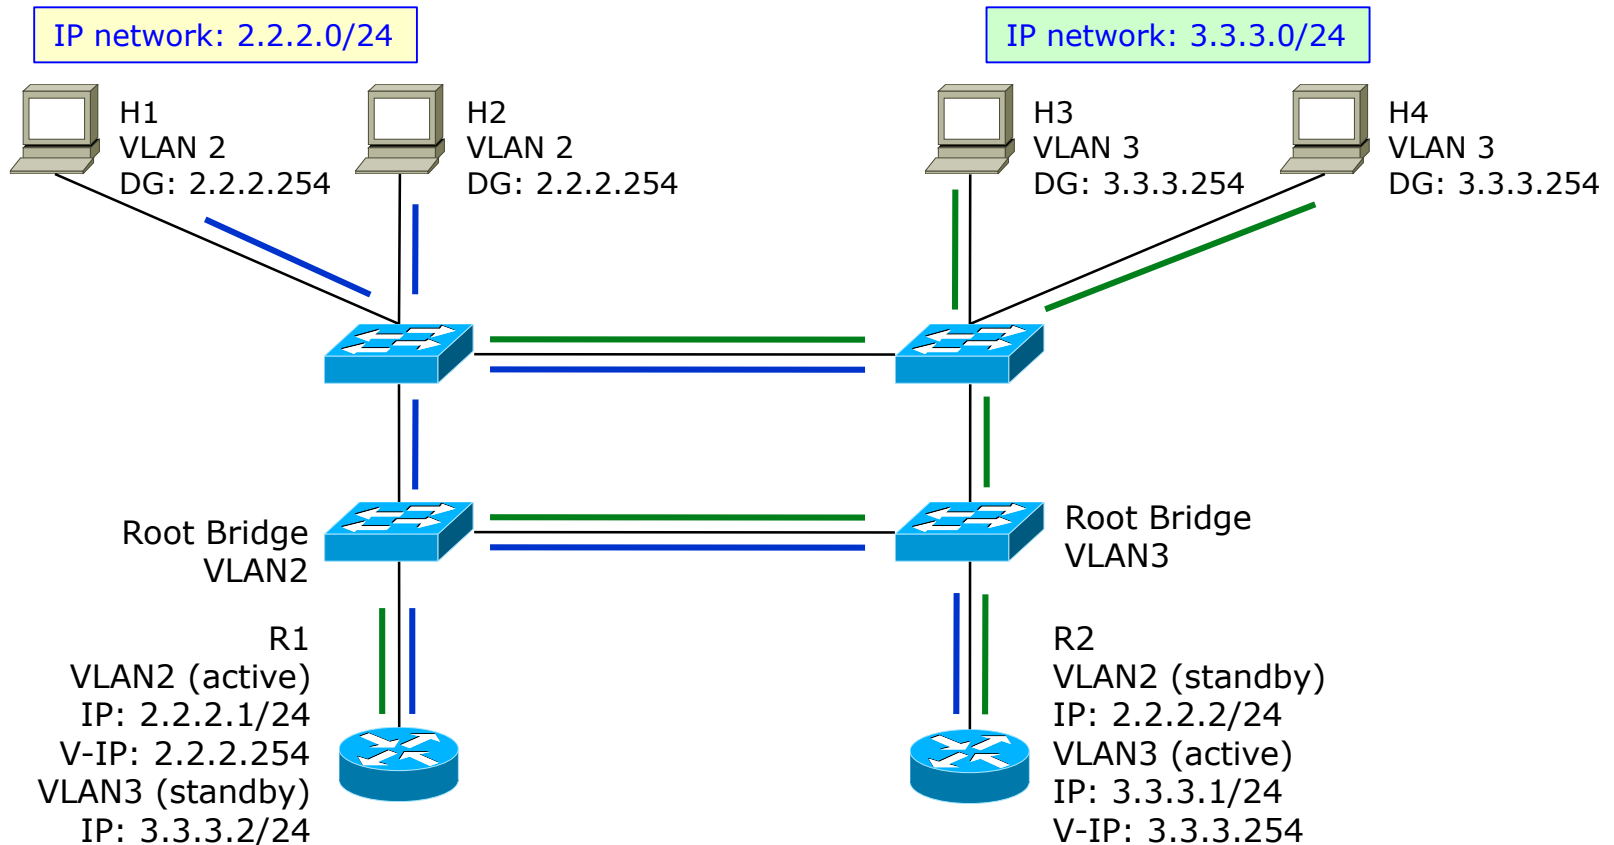 IP network: 2.2.2.0/24
IP network: 3.3.3.0/24
H1
VLAN 2
DG: 2.2.2.254
H2
VLAN 2
DG: 2.2.2.254
H3
VLAN 3
DG: 3.3.3.254
H4
VLAN 3
DG: 3.3.3.254
Root Bridge
VLAN2
Root Bridge
VLAN3
R1
VLAN2 (active)
IP: 2.2.2.1/24
V-IP: 2.2.2.254
VLAN3 (standby)
IP: 3.3.3.2/24
R2
VLAN2 (standby)
IP: 2.2.2.2/24
VLAN3 (active)
IP: 3.3.3.1/24
V-IP: 3.3.3.254